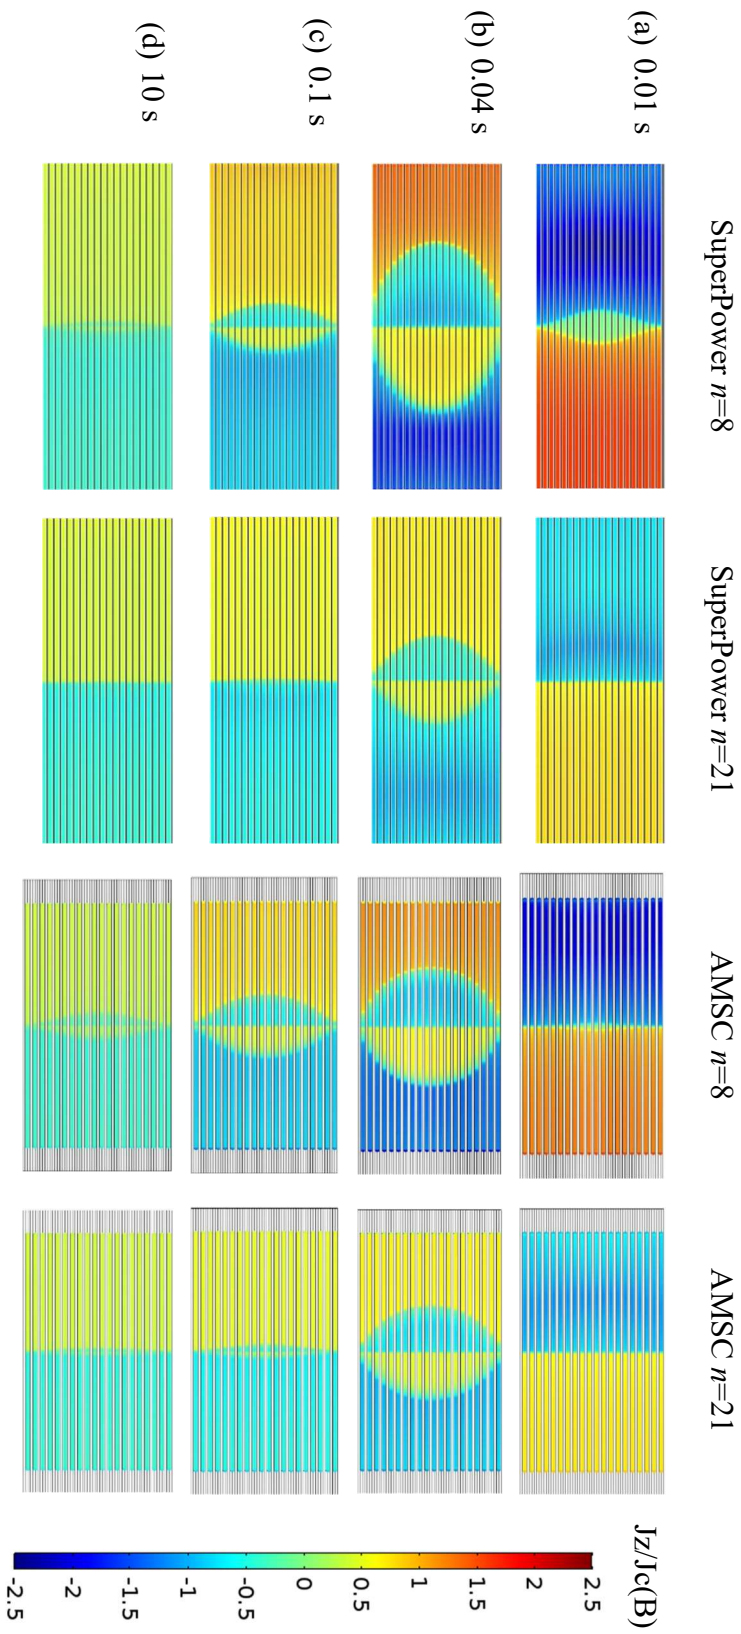 SuperPower n=8
SuperPower n=21
AMSC n=8
AMSC n=21
Jz/Jc(B)
(a) 0.01 s
(b) 0.04 s
(c) 0.1 s
(d) 10 s
2.5
2
1.5
1
0.5
0
-0.5
-1
-1.5
-2
-2.5